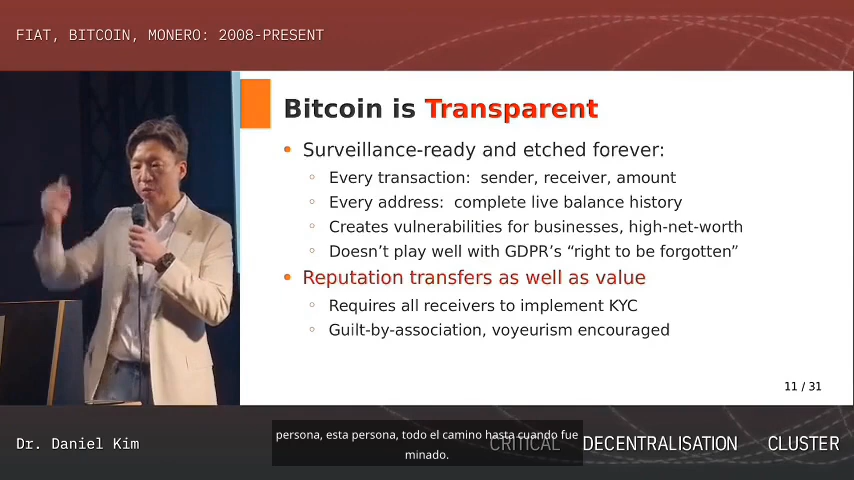 FIAT, BITCOIN, MONERO: 2008-PRESENT
Bitcoin is Transparent
Surveillance-ready and etched forever:
Every transaction: sender, receiver, amount
Every address: complete live balance history
Creates vulnerabilities for businesses, high-net-worth
Doesn’t play well with GDPR’s “right to be forgotten”
Reputation transfers as well as value
Requires all receivers to implement KYC
Guilt-by-association, voyeurism encouraged
11 / 31
Dr. Daniel Kim
persona, esta persona, todo el camino hasta cuando fue
minado.
CRITICAL DECENTRALISATION CLUSTER